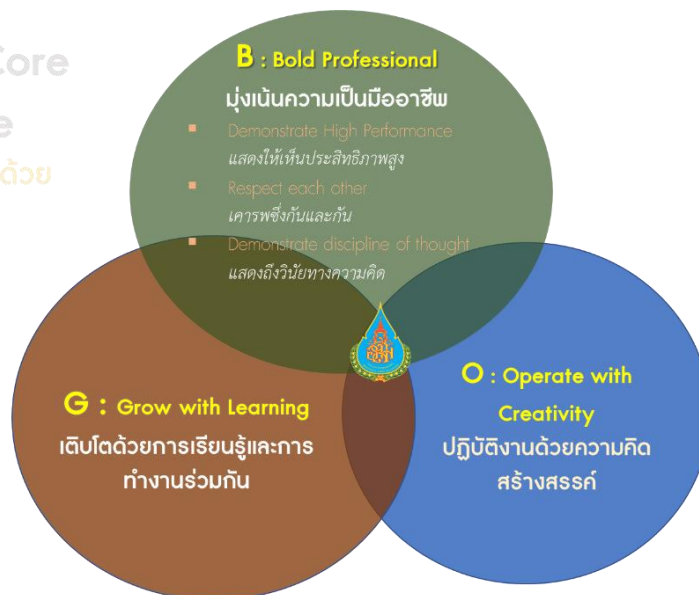 Core
e
ด้วย
B : Bold Professional
มุ่งเน้นความเป็นมืออาชีพ
▪ Demonstrate High Performance
แสดงให้เห็นประสิทธิภาพสูง
▪ Respect each other
เคารพซึ่งกันและกัน
▪ Demonstrate discipline of thought
แสดงถึงวินัยทางความคิด
G : Grow with Learning
เติบโตด้วยการเรียนรู้และการ
ทำงานร่วมกัน
O : Operate with
Creativity
ปฏิบัติงานด้วยความคิด
สร้างสรรค์